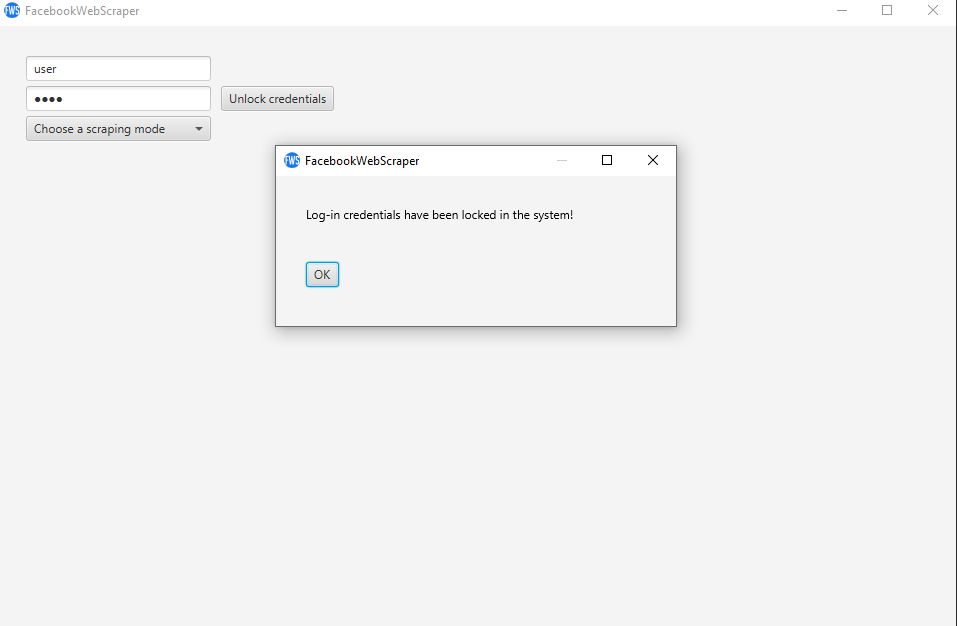 FWS FacebookWebScraper
user
●●●●
Unlock credentials
Choose a scraping mode
FWS FacebookWebScraper
Log-in credentials have been locked in the system!
OK